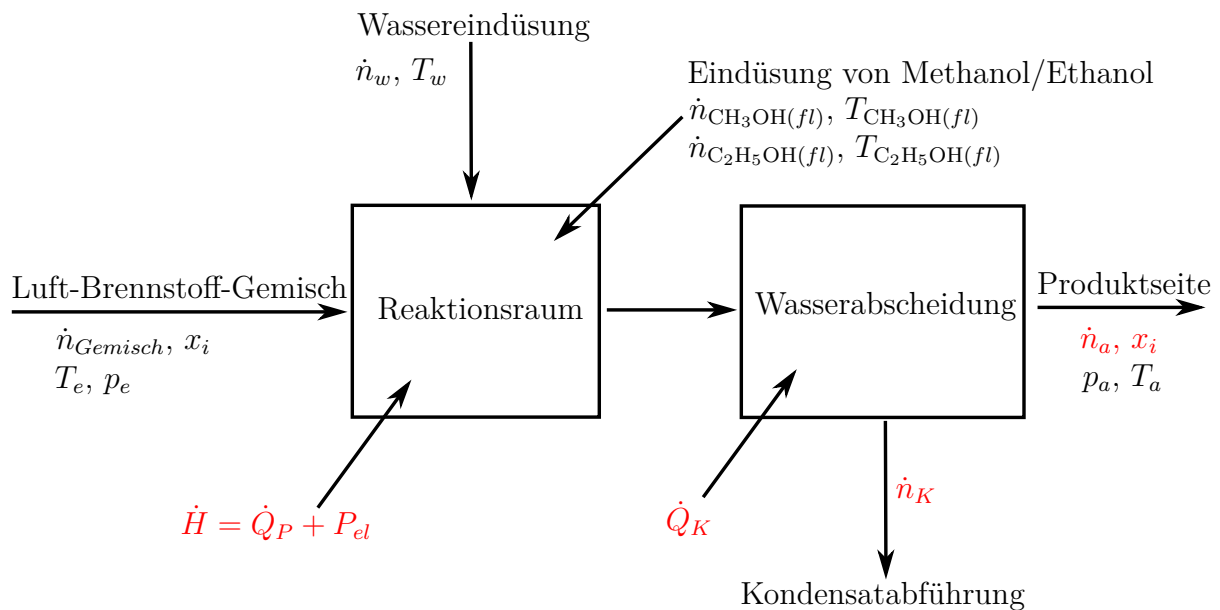 Wassereindüsung
ṅ_w, T_w
Eindüsung von Methanol/Ethanol
ṅ_CH₃OH(fl), T_CH₃OH(fl)
ṅ_C₂H₅OH(fl), T_C₂H₅OH(fl)
Luft-Brennstoff-Gemisch
ṅ_Gemisch, x_i
T_e, p_e
Reaktionsraum
Wasserabscheidung
Produktseite
ṅ_a, x_i
p_a, T_a
Ḣ = Q̇_P + P_el
Q̇_K
ṅ_K
Kondensatabführung